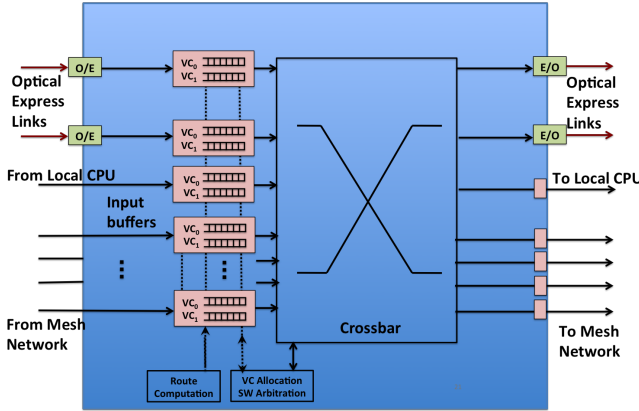 O/E
VC0
VC1
E/O
Optical
Express
Links
Optical
Express
Links
O/E
VC0
VC1
E/O
From Local CPU
VC0
VC1
To Local CPU
Input
buffers
VC0
VC1
VC0
VC1
From Mesh
Network
Crossbar
To Mesh
Network
Route
Computation
VC Allocation
SW Arbitration